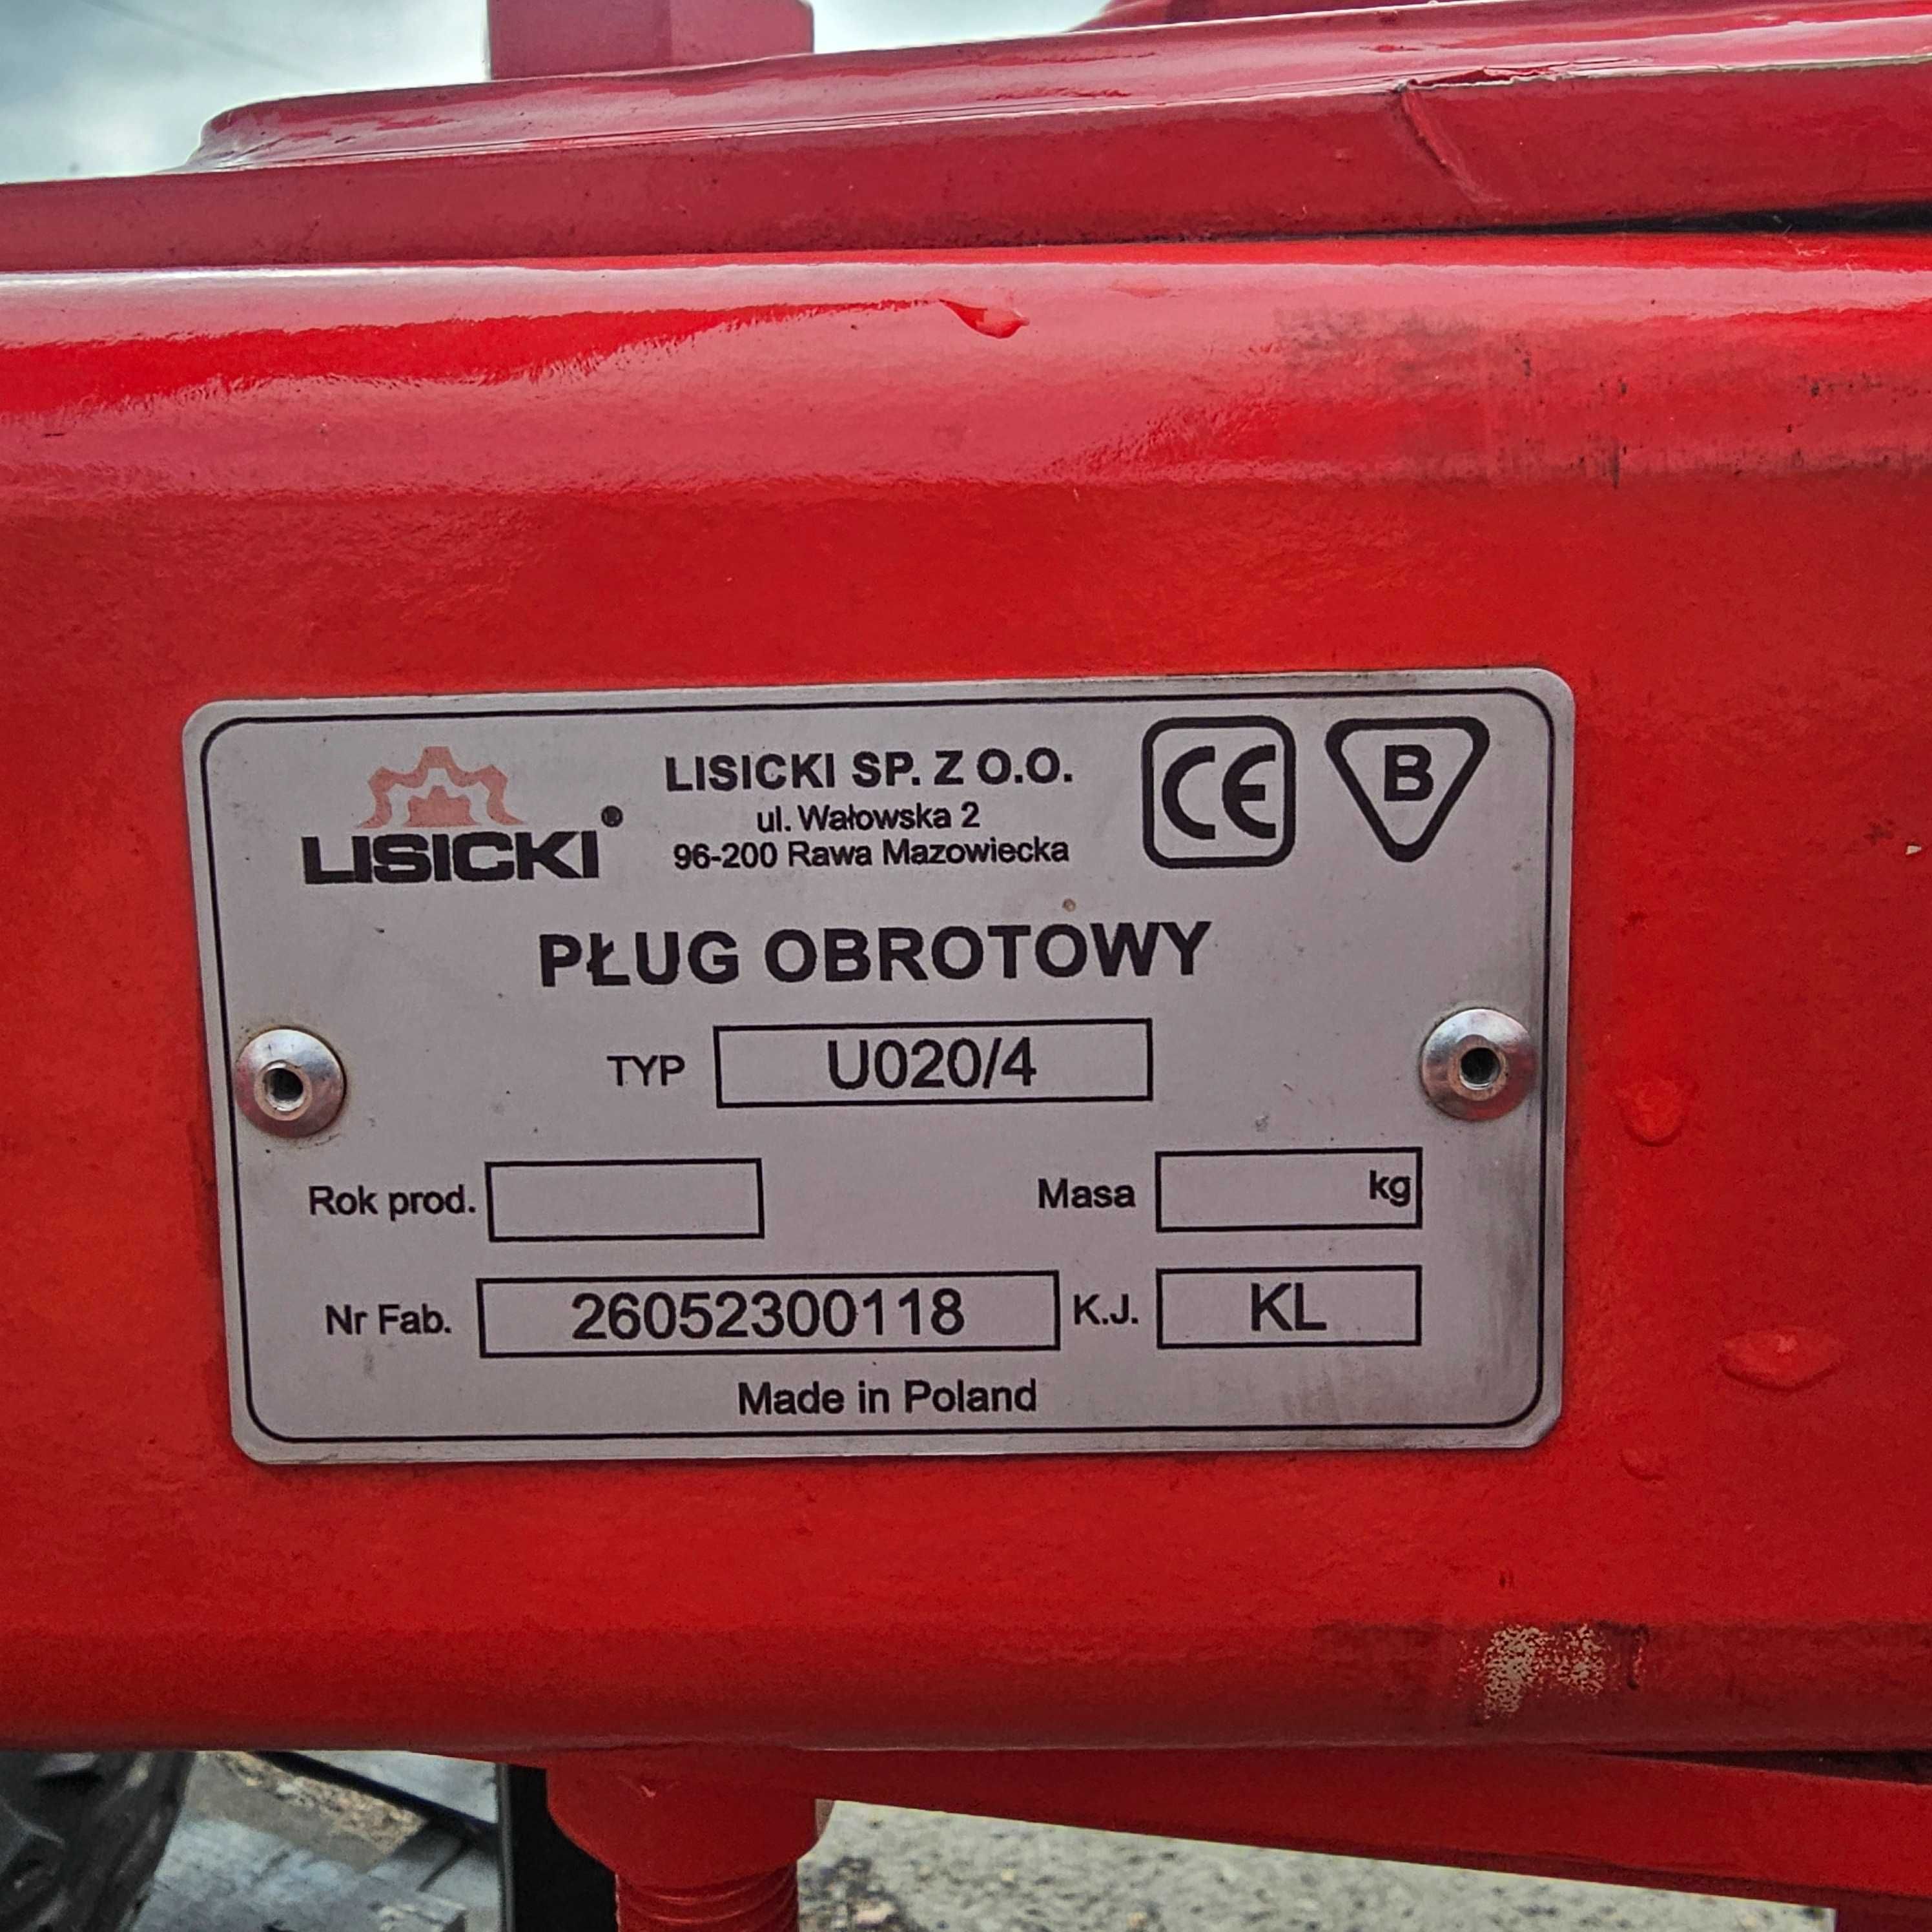 LISICKI®
LISICKI SP. Z O.O.
ul. Wałowska 2
96-200 Rawa Mazowiecka
CE
B
PŁUG OBROTOWY
TYP U020/4
Rok prod. Masa kg
Nr Fab. 26052300118 K.J. KL
Made in Poland